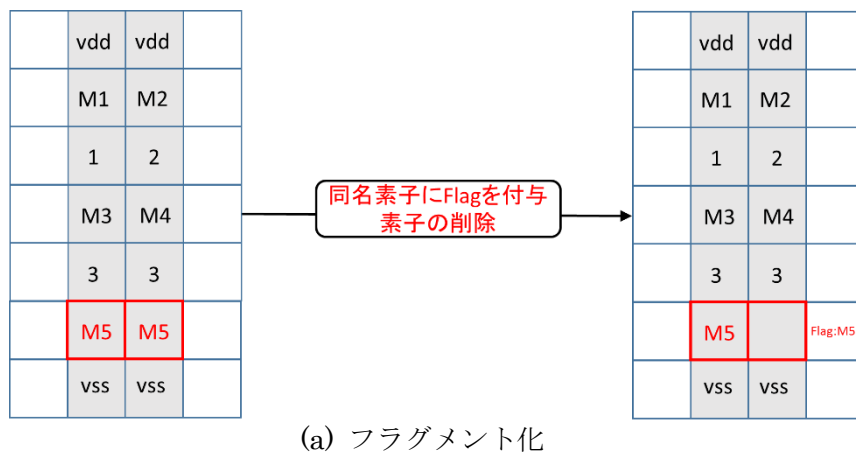 vdd vdd
M1 M2
1 2
M3 M4
3 3
M5 M5
vss vss
同名素子にFlagを付与
素子の削除
vdd vdd
M1 M2
1 2
M3 M4
3 3
M5 Flag:M5
vss vss
(a) フラグメント化